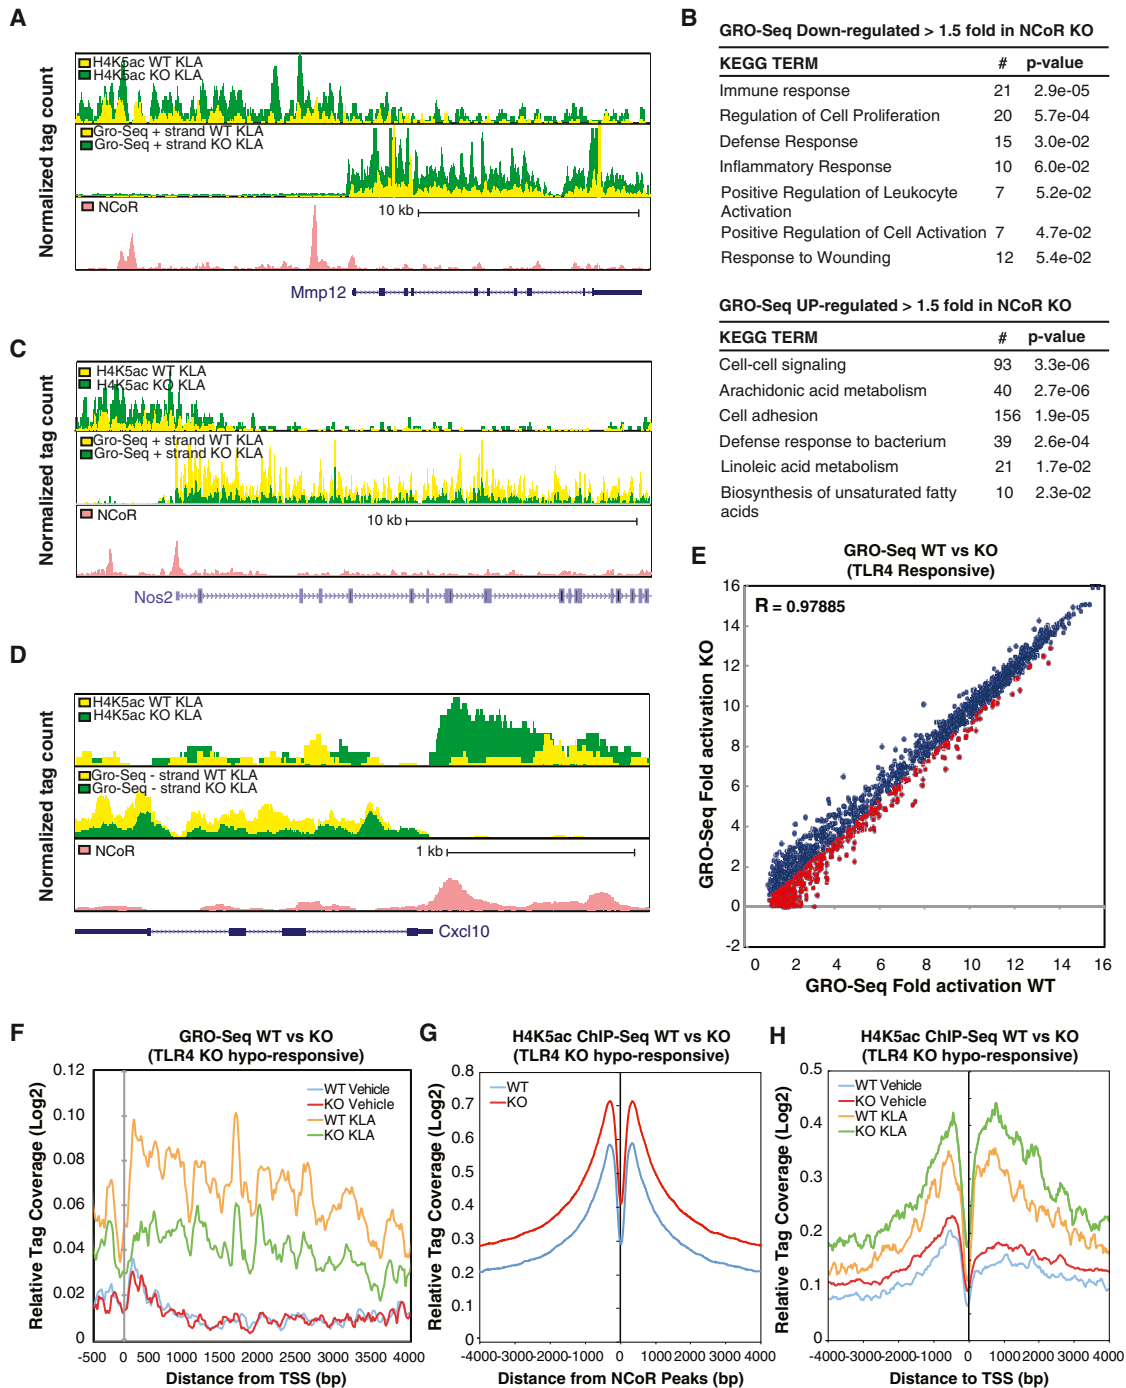 A
Normalized tag count
H4K5ac WT KLA
H4K5ac KO KLA
Gro-Seq + strand WT KLA
Gro-Seq + strand KO KLA
NCoR
10 kb
Mmp12
B
GRO-Seq Down-regulated > 1.5 fold in NCoR KO
KEGG TERM # p-value
Immune response 21 2.9e-05
Regulation of Cell Proliferation 20 5.7e-04
Defense Response 15 3.0e-02
Inflammatory Response 10 6.0e-02
Positive Regulation of Leukocyte 7 5.2e-02
Activation
Positive Regulation of Cell Activation 7 4.7e-02
Response to Wounding 12 5.4e-02
GRO-Seq UP-regulated > 1.5 fold in NCoR KO
KEGG TERM # p-value
Cell-cell signaling 93 3.3e-06
Arachidonic acid metabolism 40 2.7e-06
Cell adhesion 156 1.9e-05
Defense response to bacterium 39 2.6e-04
Linoleic acid metabolism 21 1.7e-02
Biosynthesis of unsaturated fatty 10 2.3e-02
acids
C
Normalized tag count
H4K5ac WT KLA
H4K5ac KO KLA
Gro-Seq + strand WT KLA
Gro-Seq + strand KO KLA
NCoR
10 kb
Nos2
D
Normalized tag count
H4K5ac WT KLA
H4K5ac KO KLA
Gro-Seq - strand WT KLA
Gro-Seq - strand KO KLA
NCoR
1 kb
Cxcl10
E
GRO-Seq WT vs KO
(TLR4 Responsive)
R = 0.97885
GRO-Seq Fold activation KO
16
14
12
10
8
6
4
2
0
-2
0 2 4 6 8 10 12 14 16
GRO-Seq Fold activation WT
F
GRO-Seq WT vs KO
(TLR4 KO hypo-responsive)
Relative Tag Coverage (Log2)
0.12
0.10
0.08
0.06
0.04
0.02
0
WT Vehicle
KO Vehicle
WT KLA
KO KLA
-500 0 500 1000 1500 2000 2500 3000 4000
Distance from TSS (bp)
G
H4K5ac ChIP-Seq WT vs KO
(TLR4 KO hypo-responsive)
Relative Tag Coverage (Log2)
0.8
0.7
0.6
0.5
0.4
0.3
0.2
0.1
0
WT
KO
-4000 -3000 -2000 -1000 0 1000 2000 3000 4000
Distance from NCoR Peaks (bp)
H
H4K5ac ChIP-Seq WT vs KO
(TLR4 KO hypo-responsive)
Relative Tag Coverage (Log2)
0.5
0.4
0.3
0.2
0.1
0
WT Vehicle
KO Vehicle
WT KLA
KO KLA
-4000 -3000 -2000 -1000 0 1000 2000 3000 4000
Distance to TSS (bp)